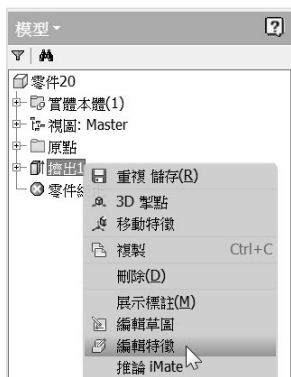 模型
零件20
實體本體(1)
視圖: Master
原點
擠出1
零件終
重複 儲存(R)
3D 掣點
移動特徵
複製 Ctrl+C
刪除(D)
展示標註(M)
編輯草圖
編輯特徵
推論 iMate